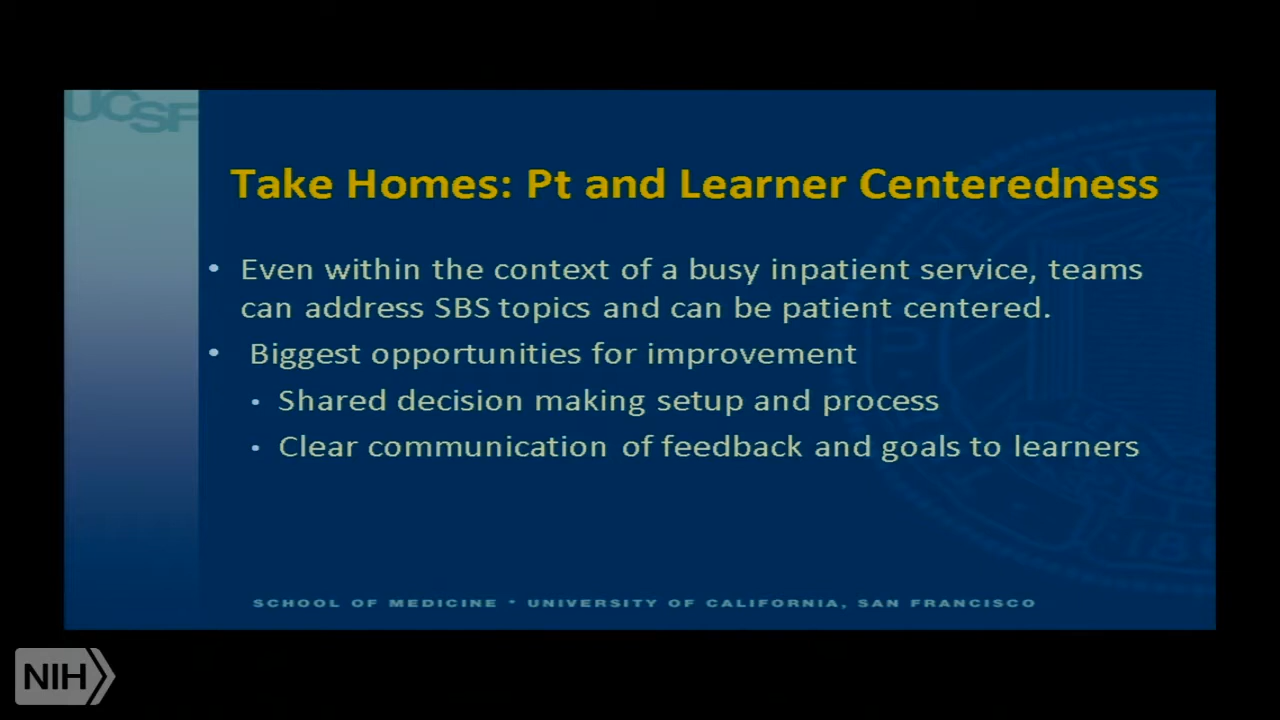 UCSF
Take Homes: Pt and Learner Centeredness
• Even within the context of a busy inpatient service, teams
can address SBS topics and can be patient centered.
• Biggest opportunities for improvement
• Shared decision making setup and process
• Clear communication of feedback and goals to learners
SCHOOL OF MEDICINE • UNIVERSITY OF CALIFORNIA, SAN FRANCISCO
NIH